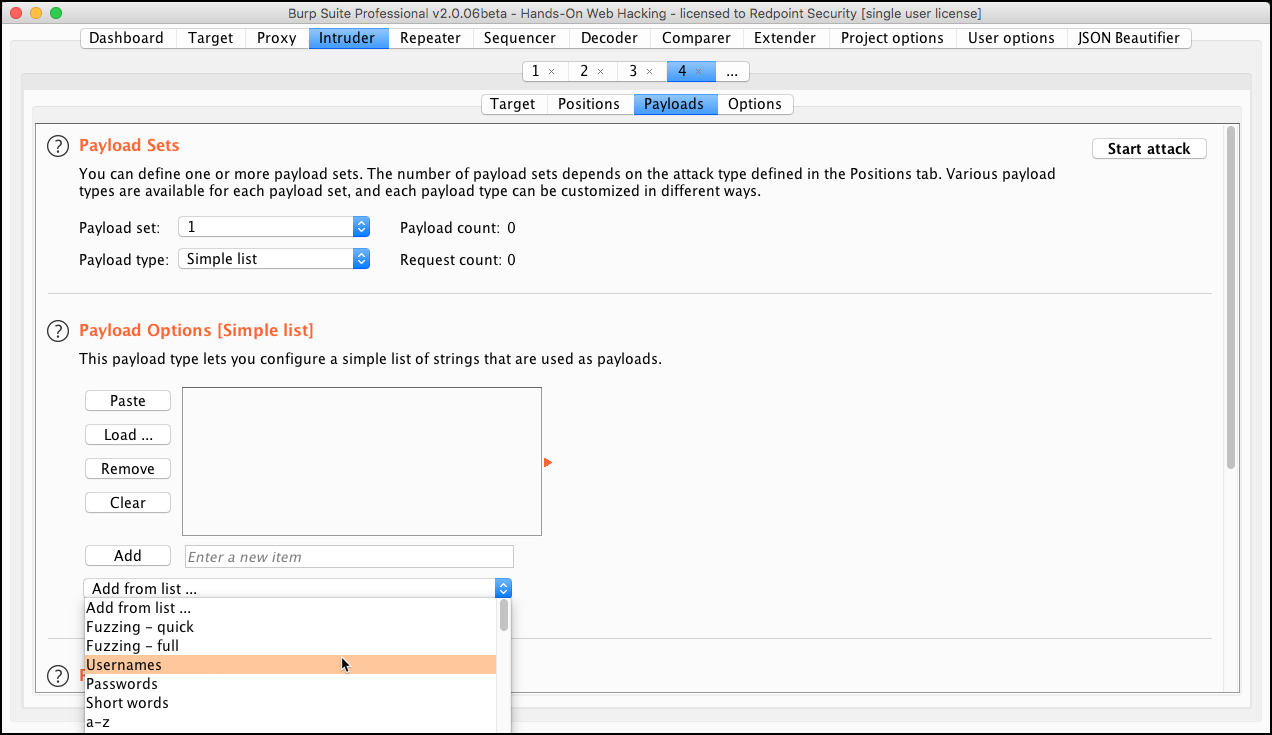 Burp Suite Professional v2.0.06beta - Hands-On Web Hacking - licensed to Redpoint Security [single user license]
Dashboard Target Proxy Intruder Repeater Sequencer Decoder Comparer Extender Project options User options JSON Beautifier
1 × 2 × 3 × 4 × ...
Target Positions Payloads Options
? Payload Sets
Start attack
You can define one or more payload sets. The number of payload sets depends on the attack type defined in the Positions tab. Various payload
types are available for each payload set, and each payload type can be customized in different ways.
Payload set: 1 Payload count: 0
Payload type: Simple list Request count: 0
? Payload Options [Simple list]
This payload type lets you configure a simple list of strings that are used as payloads.
Paste
Load ...
Remove
Clear
Add Enter a new item
Add from list ...
Add from list ...
Fuzzing - quick
Fuzzing - full
Usernames
?
Passwords
Short words
a-z